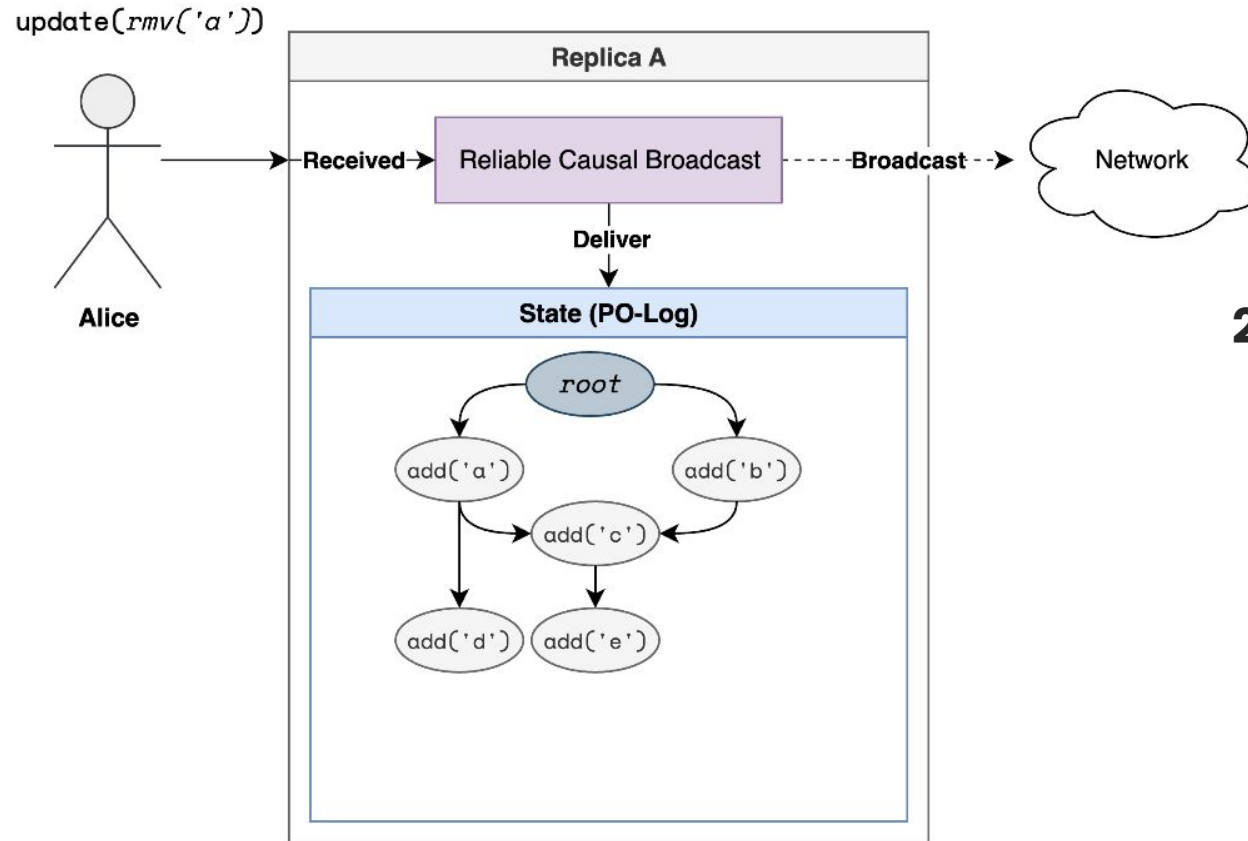 update(rmv('a'))
Replica A
Received
Reliable Causal Broadcast
Broadcast
Network
Deliver
Alice
State (PO-Log)
2
root
add('a')
add('b')
add('c')
add('d')
add('e')